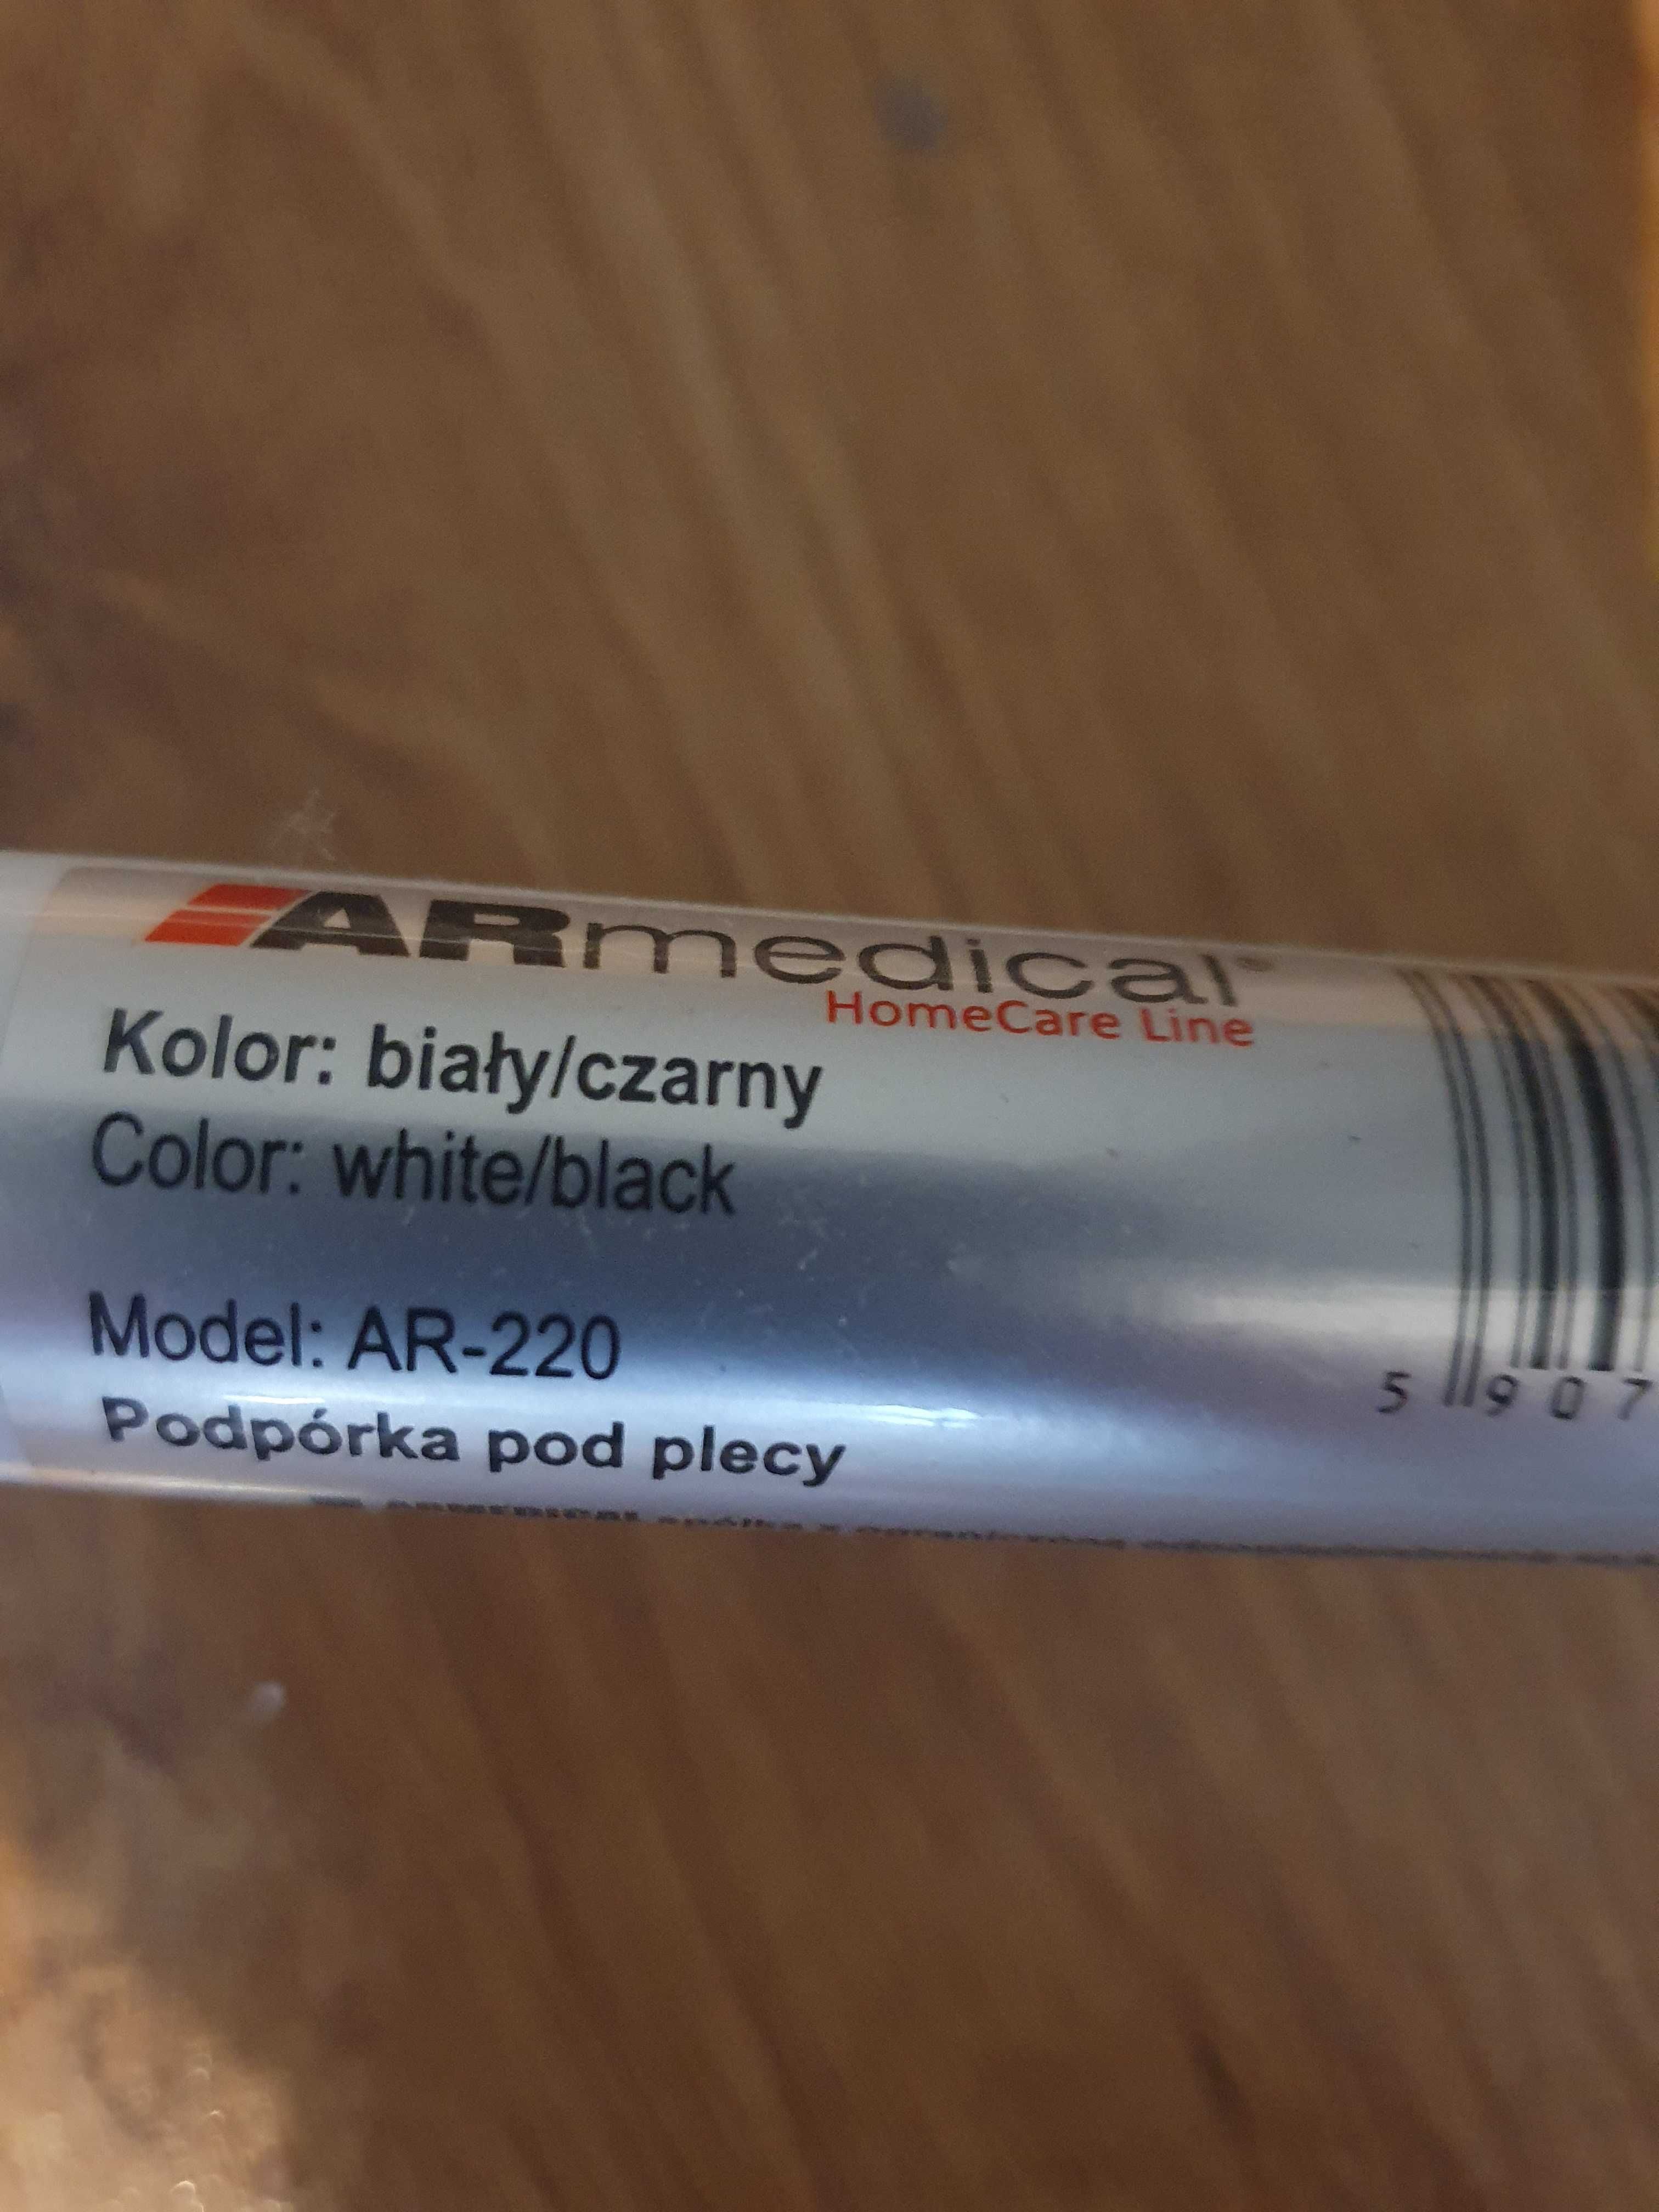 ARmedical
HomeCare Line
Kolor: biały/czarny
Color: white/black
Model: AR-220
Podpórka pod plecy
5 907